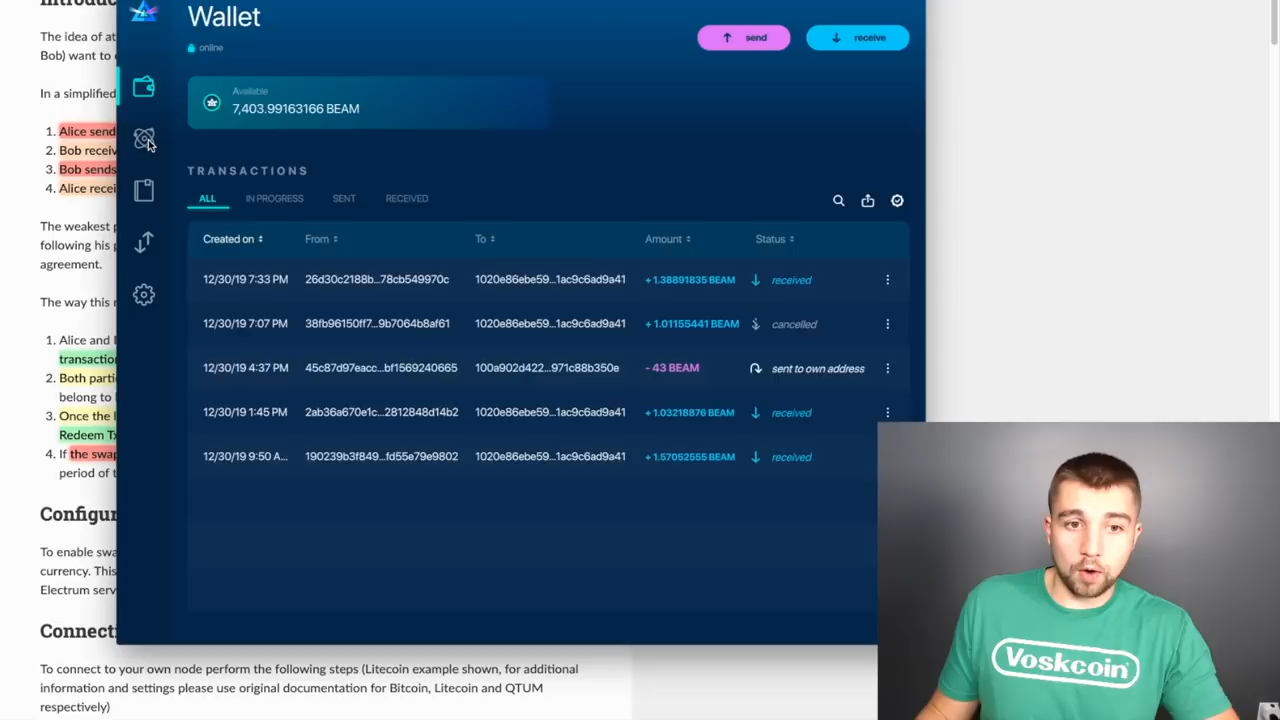 Introdu
The idea of at
Bob) want to
In a simplified
1. Alice send
2. Bob receiv
3. Bob sends
4. Alice recei
The weakest p
following his p
agreement.
The way this
1. Alice and
transaction
2. Both parti
belong to
3. Once the
Redeem Tx
4. If the swap
period of t
Configur
To enable swa
currency. This
Electrum serv
Connecti
To connect to your own node perform the following steps (Litecoin example shown, for additional
information and settings please use original documentation for Bitcoin, Litecoin and QTUM
respectively)
Wallet
online
send
receive
Available
7,403.99163166 BEAM
TRANSACTIONS
ALL IN PROGRESS SENT RECEIVED
Created on From To Amount Status
12/30/19 7:33 PM 26d30c2188b...78cb549970c 1020e86ebe59...1ac9c6ad9a41 + 1.38891835 BEAM received
12/30/19 7:07 PM 38fb96150ff7...9b7064b8af61 1020e86ebe59...1ac9c6ad9a41 + 1.01155441 BEAM cancelled
12/30/19 4:37 PM 45c87d97eacc...bf1569240665 100a902d422...971c88b350e - 43 BEAM sent to own address
12/30/19 1:45 PM 2ab36a670e1c...2812848d14b2 1020e86ebe59...1ac9c6ad9a41 + 1.03218876 BEAM received
12/30/19 9:50 A... 190239b3f849...fd55e79e9802 1020e86ebe59...1ac9c6ad9a41 + 1.57052555 BEAM received
Voskcoin